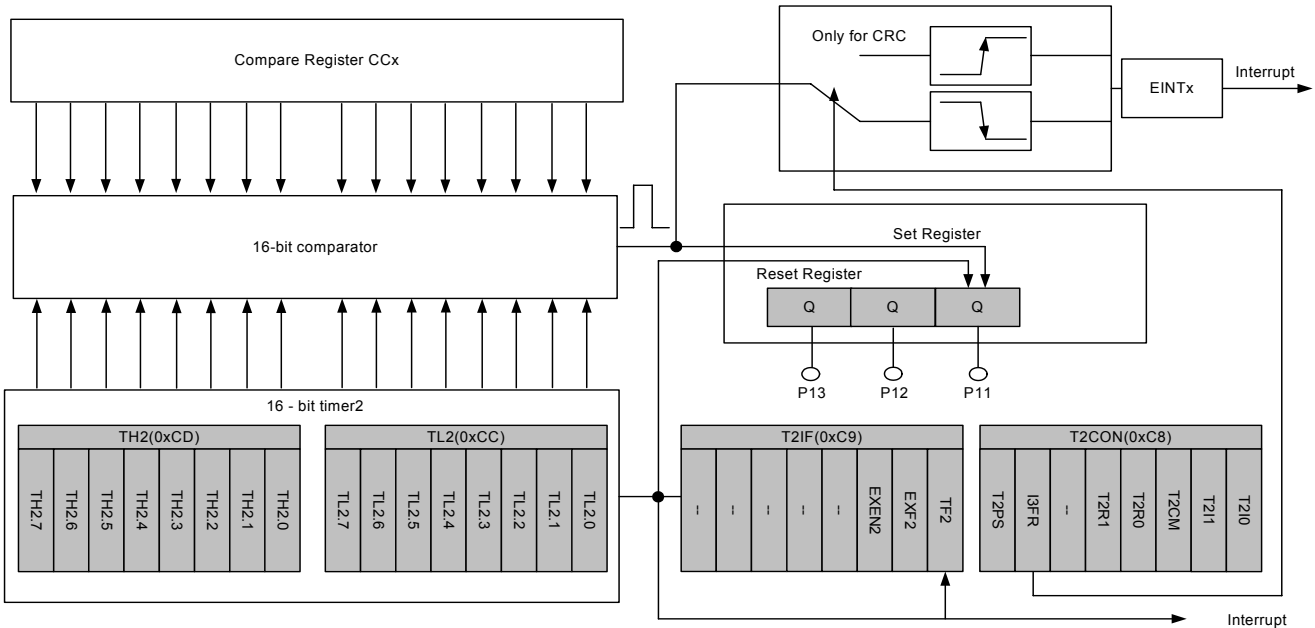 Only for CRC
Compare Register CCx
Interrupt
EINTx
16-bit comparator
Set Register
Reset Register
Q
Q
Q
P13
P12
P11
16 - bit timer2
TH2(0xCD)
TL2(0xCC)
T2IF(0xC9)
T2CON(0xC8)
TH2.7
TH2.6
TH2.5
TH2.4
TH2.3
TH2.2
TH2.1
TH2.0
TL2.7
TL2.6
TL2.5
TL2.4
TL2.3
TL2.2
TL2.1
TL2.0
--
--
--
--
--
EXEN2
EXF2
TF2
T2PS
I3FR
--
T2R1
T2R0
T2CM
T2I1
T2I0
Interrupt